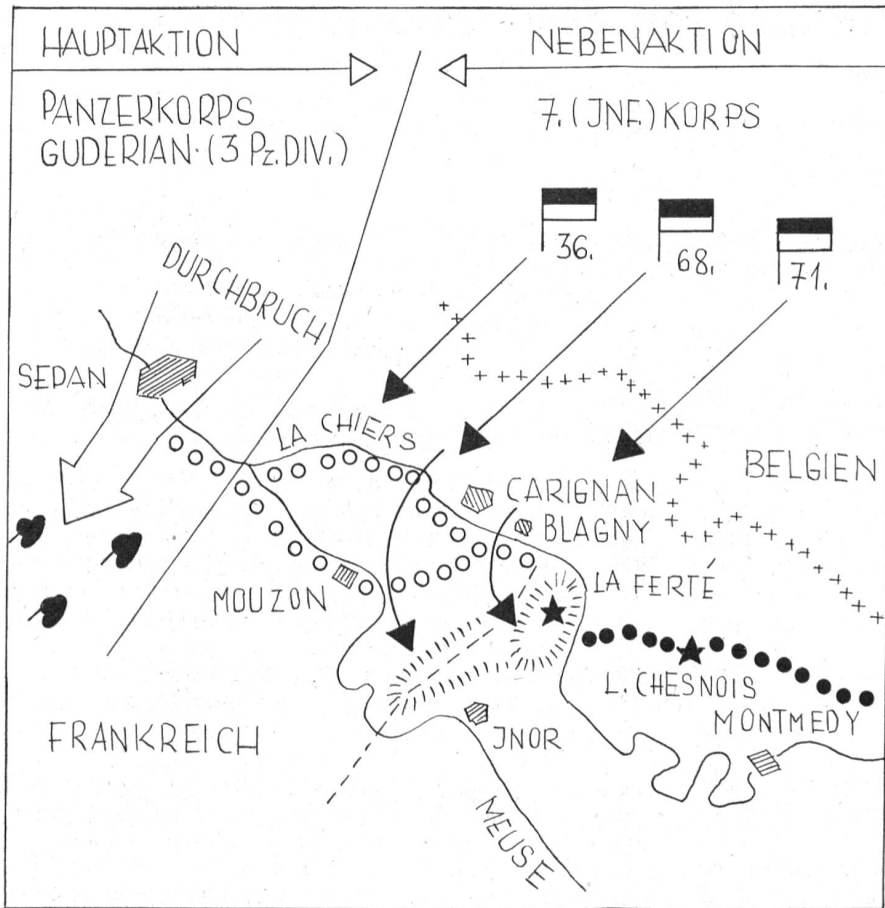 HAUPTAKTION
NEBENAKTION
PANZERKORPS
GUDERIAN·(3 PZ.DIV.)
7.(JNF.)KORPS
36.
68.
71.
DURCHBRUCH
SEDAN
LA CHIERS
BELGIEN
CARIGNAN
BLAGNY
LA FERTÉ
MOUZON
L. CHESNOIS
MONTMEDY
FRANKREICH
JNOR
MEUSE